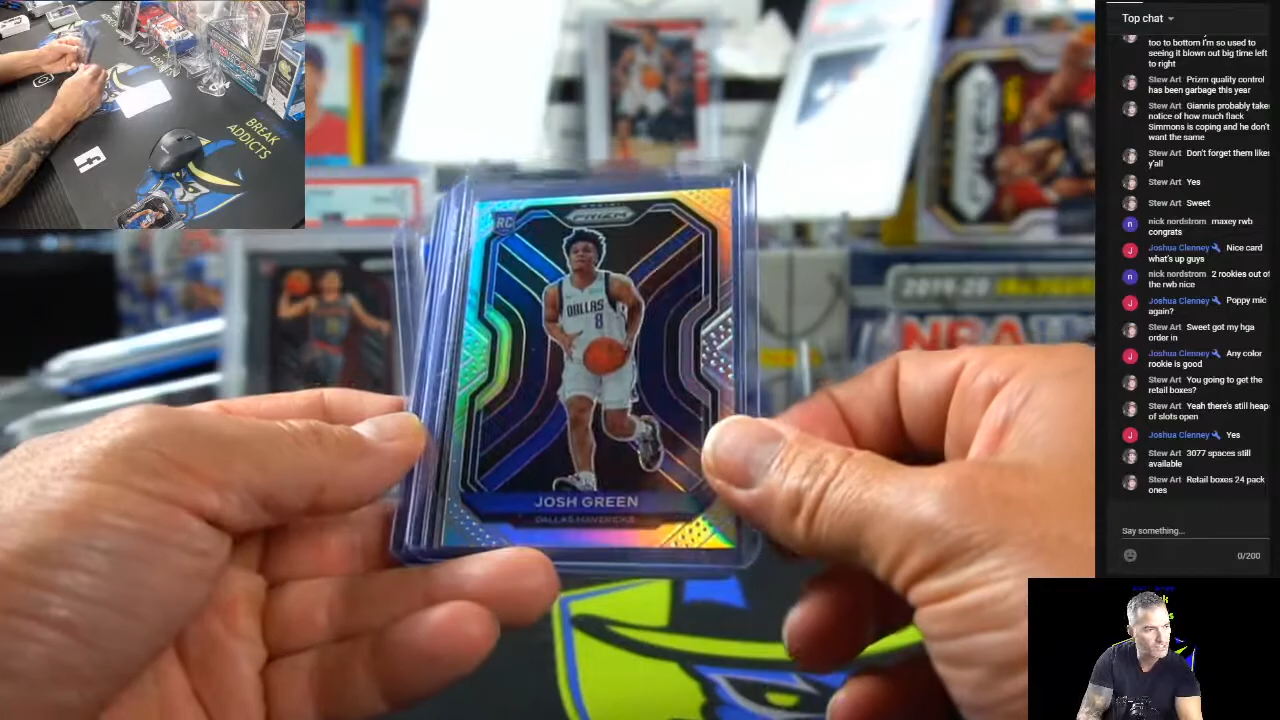 BREAK
ADDICTS
RC
PRIZM
DALLAS
8
JOSH GREEN
DALLAS MAVERICKS
2019-20
Top chat
too to bottom I'm so used to
seeing it blown out big time left
to right
Stew Art Prizm quality control
has been garbage this year
Stew Art Giannis probably take
notice of how much flack
Simmons is coping and he don't
want the same
Stew Art Don't forget them likes
y'all
Stew Art Yes
Stew Art Sweet
n nick nordstrom maxey rwb
congrats
J Joshua Clenney Nice card
what's up guys
n nick nordstrom 2 rookies out of
the rwb nice
J Joshua Clenney Poppy mic
again?
Stew Art Sweet got my hga
order in
J Joshua Clenney Any color
rookie is good
Stew Art You going to get the
retail boxes?
Stew Art Yeah there's still heap
of slots open
J Joshua Clenney Yes
Stew Art 3077 spaces still
available
Stew Art Retail boxes 24 pack
ones
Say something...
0/200